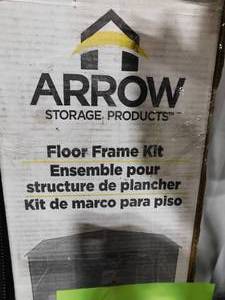 ARROW
STORAGE PRODUCTS™
Floor Frame Kit
Ensemble pour
structure de plancher
Kit de marco para piso